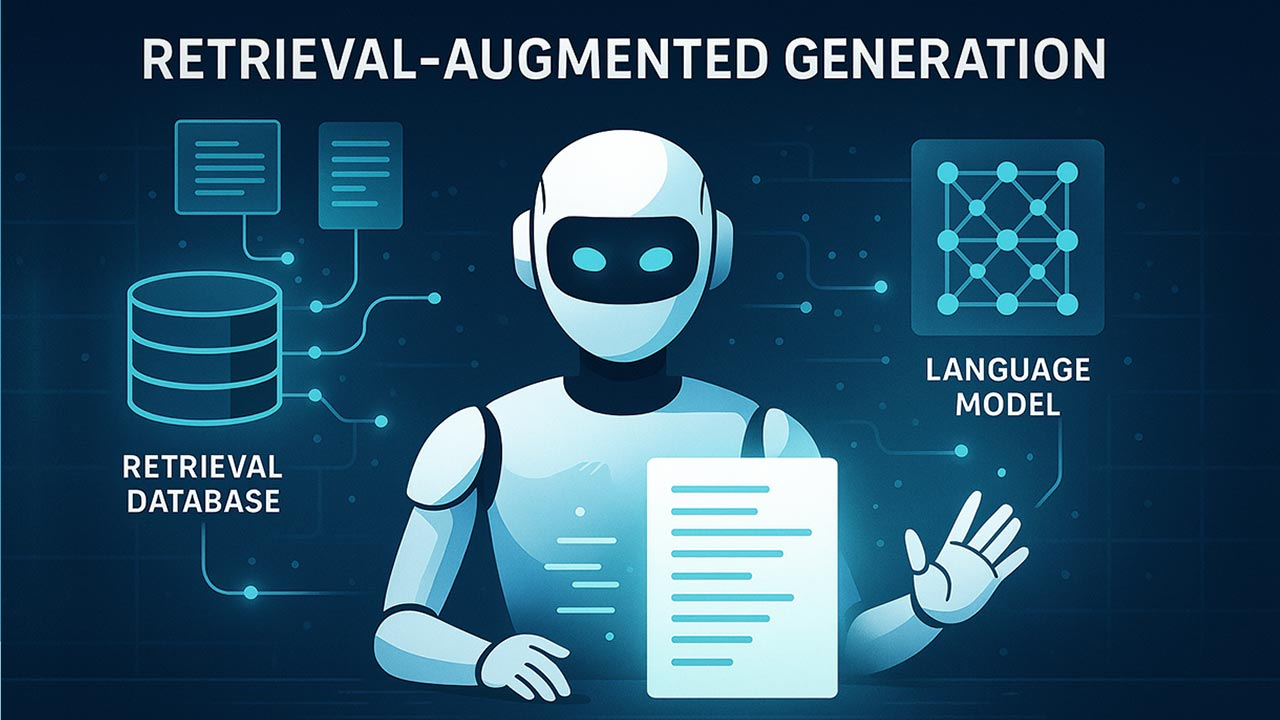 RETRIEVAL-AUGMENTED GENERATION
RETRIEVAL
DATABASE
LANGUAGE
MODEL